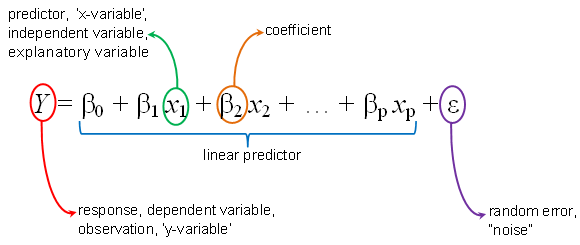 predictor, 'x-variable',
independent variable,
explanatory variable
coefficient
Y = β₀ + β₁ x₁ + β₂ x₂ + … + βₚ xₚ + ε
linear predictor
response, dependent variable,
observation, 'y-variable'
random error,
"noise"